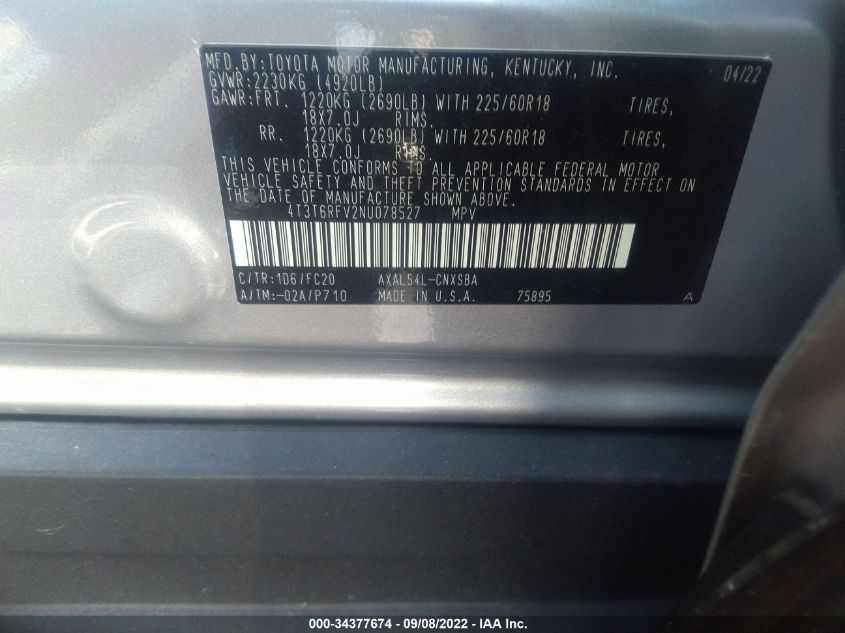 MFD.BY:TOYOTA MOTOR MANUFACTURING, KENTUCKY, INC. 04/22
GVWR:2230KG (4920LB)
GAWR:FRT. 1220KG (2690LB) WITH 225/60R18 TIRES,
18X7.0J RIMS.
RR. 1220KG (2690LB) WITH 225/60R18 TIRES,
18X7.0J RIMS.
THIS VEHICLE CONFORMS TO ALL APPLICABLE FEDERAL MOTOR
VEHICLE SAFETY AND THEFT PREVENTION STANDARDS IN EFFECT ON
THE DATE OF MANUFACTURE SHOWN ABOVE.
4T3T6RFV2NU078527 MPV
C/TR:1D6/FC20 AXAL54L-CNXSBA
A/TM:-02A/P710 MADE IN U.S.A. 75895 A
000-34377674 - 09/08/2022 - IAA Inc.